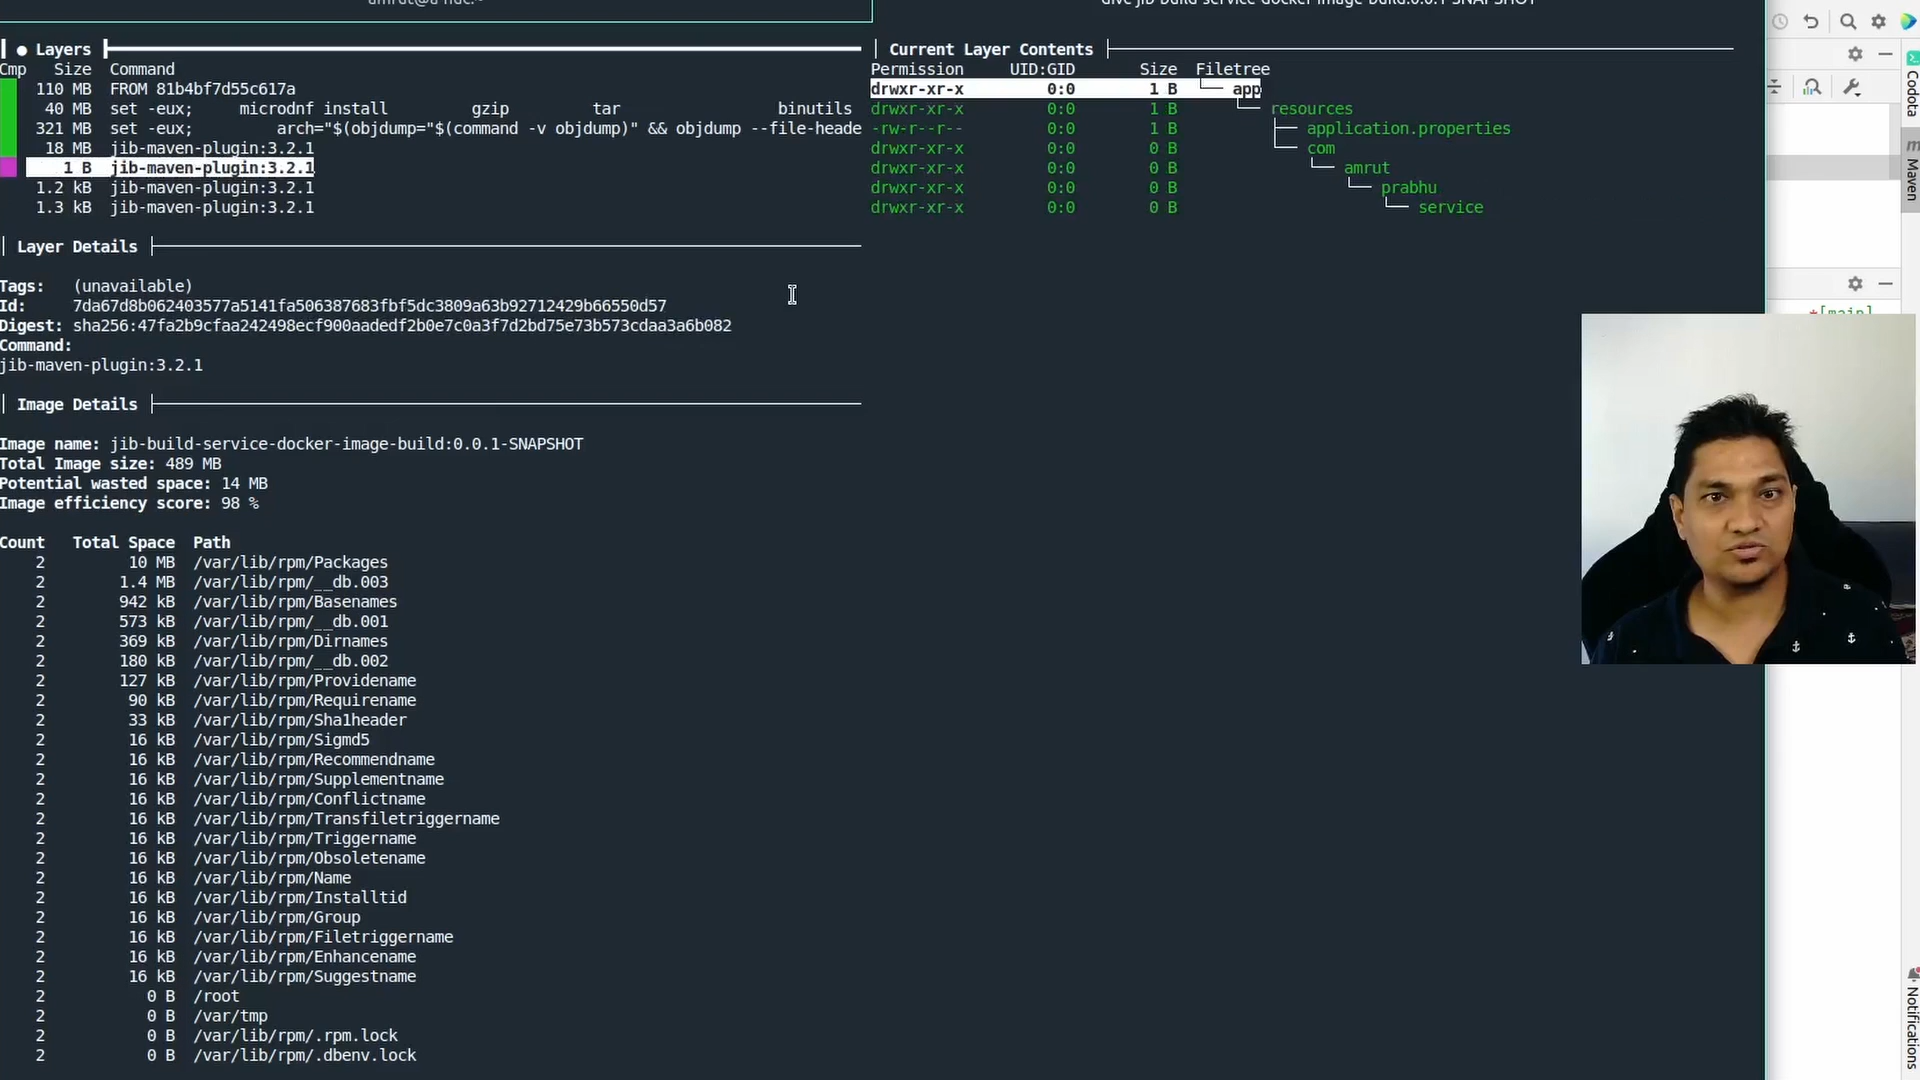 dive jib-build-service-docker-image-build:0.0.1-SNAPSHOT
● Layers
Current Layer Contents
Cmp Size Command
Permission UID:GID Size Filetree
110 MB FROM 81b4bf7d55c617a
drwxr-xr-x 0:0 1 B └── app
40 MB set -eux; microdnf install gzip tar binutils
drwxr-xr-x 0:0 1 B └── resources
321 MB set -eux; arch="$(objdump="$(command -v objdump)" && objdump --file-heade
-rw-r--r-- 0:0 1 B ├── application.properties
18 MB jib-maven-plugin:3.2.1
drwxr-xr-x 0:0 0 B └── com
1 B jib-maven-plugin:3.2.1
drwxr-xr-x 0:0 0 B └── amrut
1.2 kB jib-maven-plugin:3.2.1
drwxr-xr-x 0:0 0 B └── prabhu
1.3 kB jib-maven-plugin:3.2.1
drwxr-xr-x 0:0 0 B └── service
Layer Details
Tags: (unavailable)
Id: 7da67d8b062403577a5141fa506387683fbf5dc3809a63b92712429b66550d57
Digest: sha256:47fa2b9cfaa242498ecf900aadedf2b0e7c0a3f7d2bd75e73b573cdaa3a6b082
Command:
jib-maven-plugin:3.2.1
Image Details
Image name: jib-build-service-docker-image-build:0.0.1-SNAPSHOT
Total Image size: 489 MB
Potential wasted space: 14 MB
Image efficiency score: 98 %
Count Total Space Path
2 10 MB /var/lib/rpm/Packages
2 1.4 MB /var/lib/rpm/__db.003
2 942 kB /var/lib/rpm/Basenames
2 573 kB /var/lib/rpm/__db.001
2 369 kB /var/lib/rpm/Dirnames
2 180 kB /var/lib/rpm/__db.002
2 127 kB /var/lib/rpm/Providename
2 90 kB /var/lib/rpm/Requirename
2 33 kB /var/lib/rpm/Sha1header
2 16 kB /var/lib/rpm/Sigmd5
2 16 kB /var/lib/rpm/Recommendname
2 16 kB /var/lib/rpm/Supplementname
2 16 kB /var/lib/rpm/Conflictname
2 16 kB /var/lib/rpm/Transfiletriggername
2 16 kB /var/lib/rpm/Triggername
2 16 kB /var/lib/rpm/Obsoletename
2 16 kB /var/lib/rpm/Name
2 16 kB /var/lib/rpm/Installtid
2 16 kB /var/lib/rpm/Group
2 16 kB /var/lib/rpm/Filetriggername
2 16 kB /var/lib/rpm/Enhancename
2 16 kB /var/lib/rpm/Suggestname
2 0 B /root
2 0 B /var/tmp
2 0 B /var/lib/rpm/.rpm.lock
2 0 B /var/lib/rpm/.dbenv.lock
Codota
Maven
*[main]
Notifications